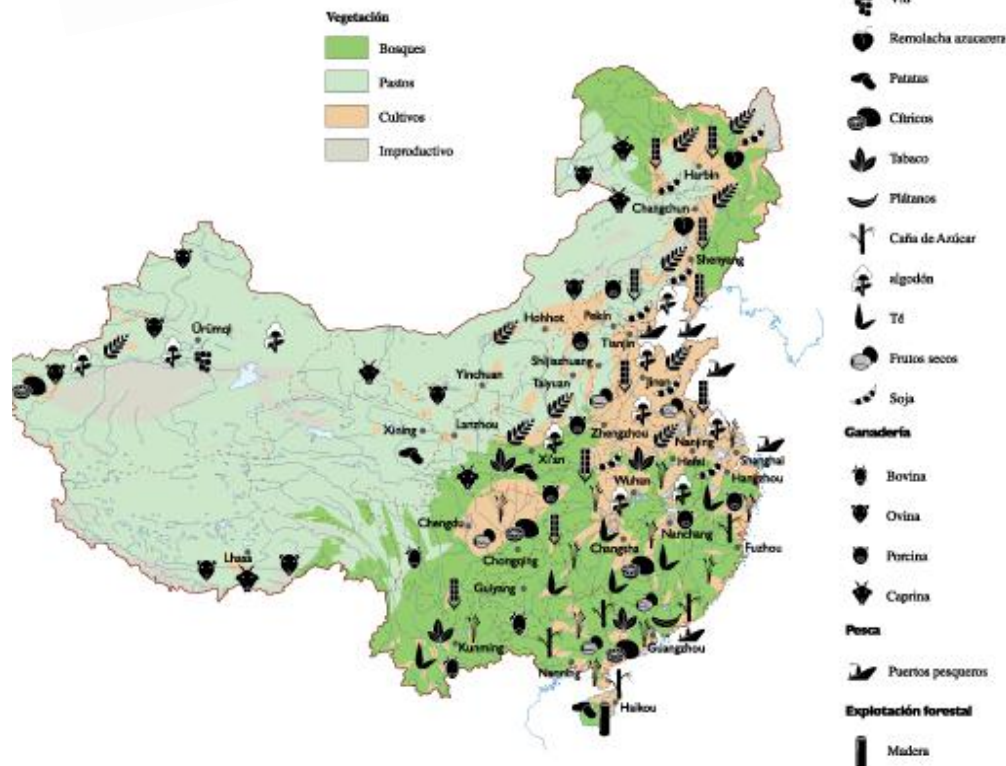 Vegetación
Bosques
Pastos
Cultivos
Improductivo
Vid
Remolacha azucarera
Patatas
Cítricos
Tabaco
Plátanos
Caña de Azúcar
algodón
Té
Frutos secos
Soja
Ganadería
Bovina
Ovina
Porcina
Caprina
Pesca
Puertos pesqueros
Explotación forestal
Madera
Harbin
Changchun
Shenyang
Ürümqi
Hohhot
Pekin
Tianjin
Shijiazhuang
Yinchuan
Taiyuan
Jinan
Xining
Lanzhou
Zhengzhou
Nanjing
Xi'an
Hefei
Shanghai
Wuhan
Hangzhou
Chengdu
Nanchang
Changsha
Fuzhou
Lhasa
Chongqing
Guiyang
Kunming
Guangzhou
Nanning
Haikou